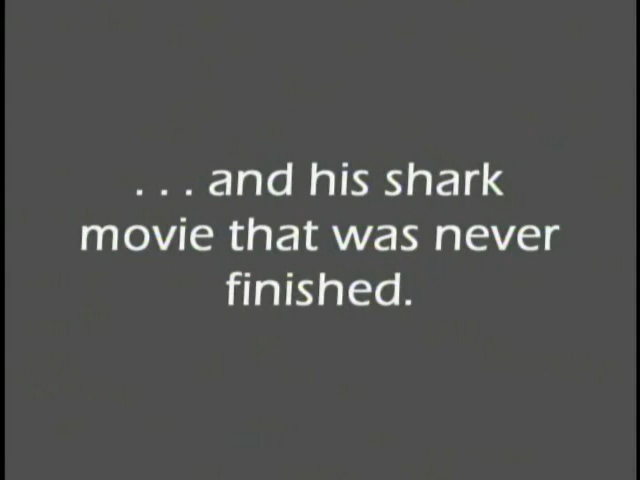 . . . and his shark
movie that was never
finished.